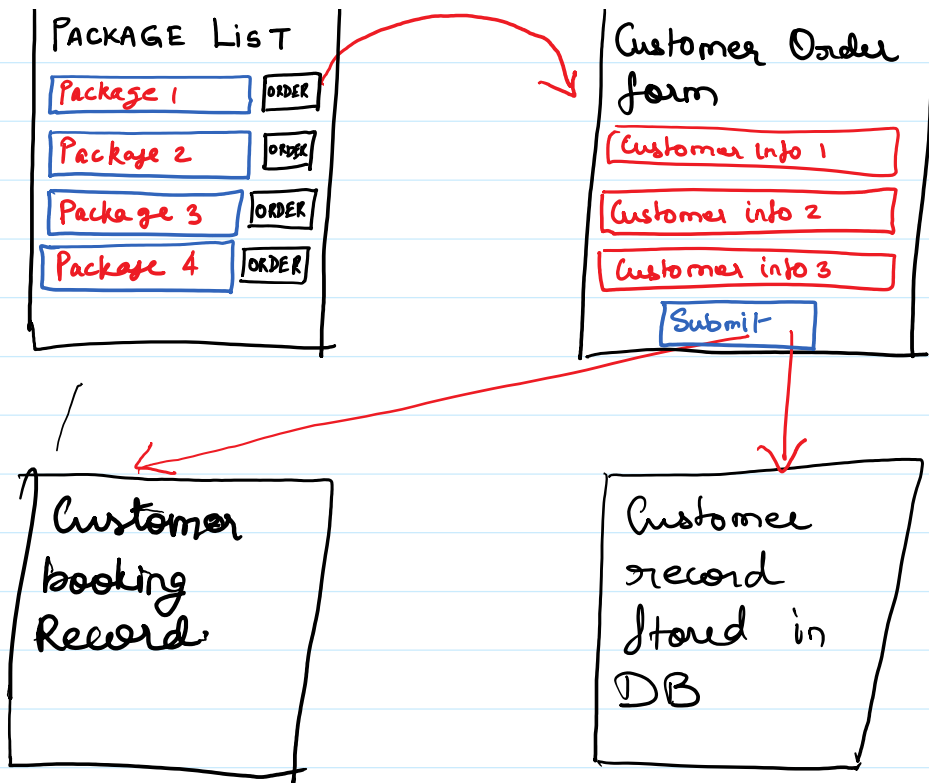 PACKAGE LIST
Package 1 ORDER
Package 2 ORDER
Package 3 ORDER
Package 4 ORDER
Customer Order
form
Customer info 1
Customer info 2
Customer info 3
Submit
Customer
booking
Record.
Customer
record
stored in
DB